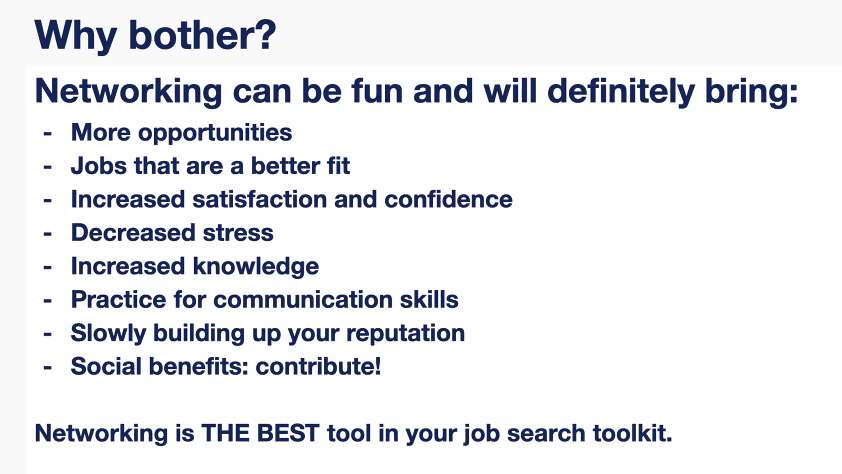 Why bother?
Networking can be fun and will definitely bring:
- More opportunities
- Jobs that are a better fit
- Increased satisfaction and confidence
- Decreased stress
- Increased knowledge
- Practice for communication skills
- Slowly building up your reputation
- Social benefits: contribute!
Networking is THE BEST tool in your job search toolkit.